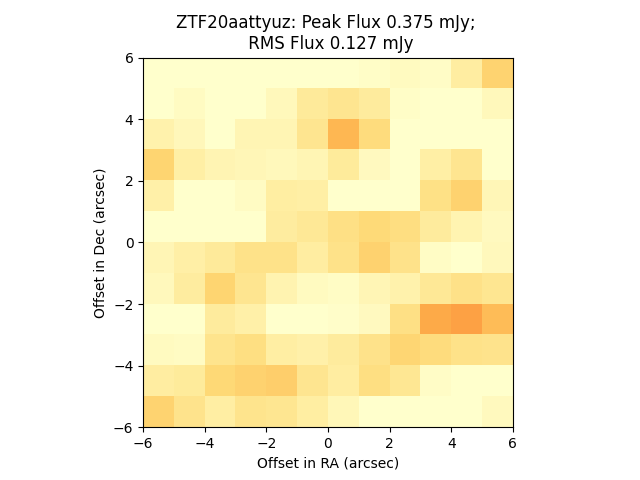 ZTF20aattyuz: Peak Flux 0.375 mJy;
RMS Flux 0.127 mJy
6
4
2
0
−2
−4
−6
Offset in Dec (arcsec)
−6 −4 −2 0 2 4 6
Offset in RA (arcsec)